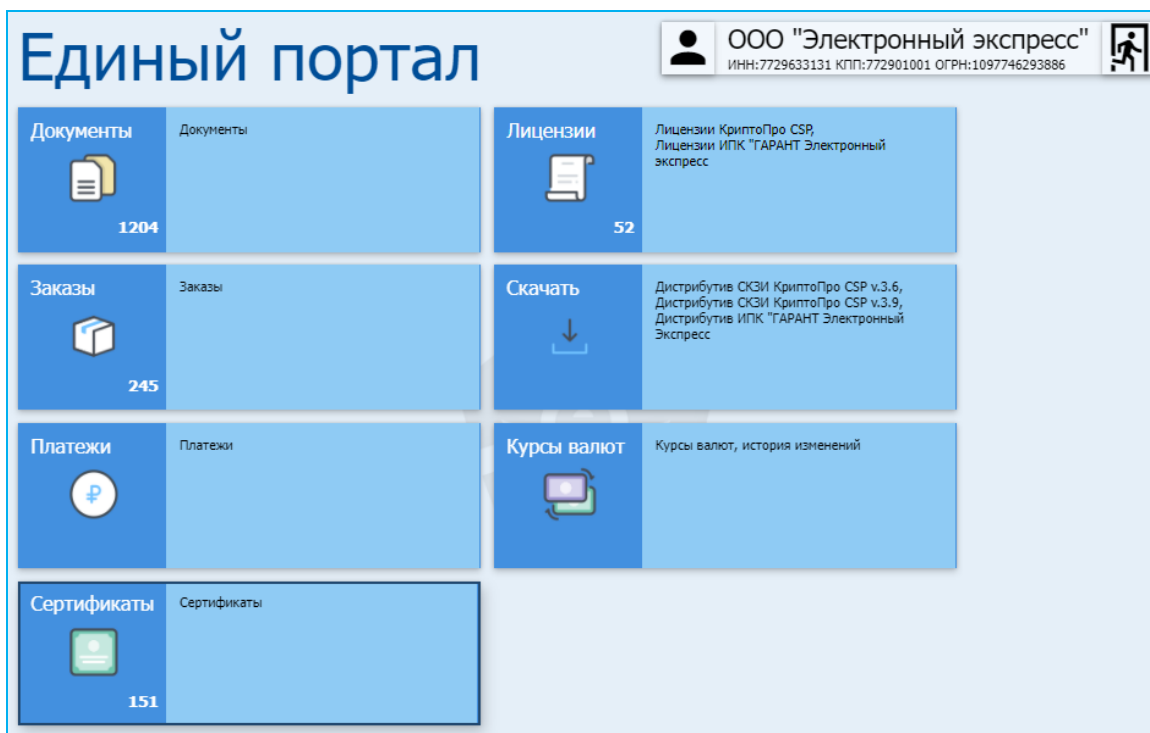 Единый портал
ООО "Электронный экспресс"
ИНН:7729633131 КПП:772901001 ОГРН:1097746293886
Документы
Документы
1204
Лицензии
Лицензии КриптоПро CSP,
Лицензии ИПК "ГАРАНТ Электронный
экспресс
52
Заказы
Заказы
245
Скачать
Дистрибутив СКЗИ КриптоПро CSP v.3.6,
Дистрибутив СКЗИ КриптоПро CSP v.3.9,
Дистрибутив ИПК "ГАРАНТ Электронный
Экспресс
Платежи
Платежи
Курсы валют
Курсы валют, история изменений
Сертификаты
Сертификаты
151